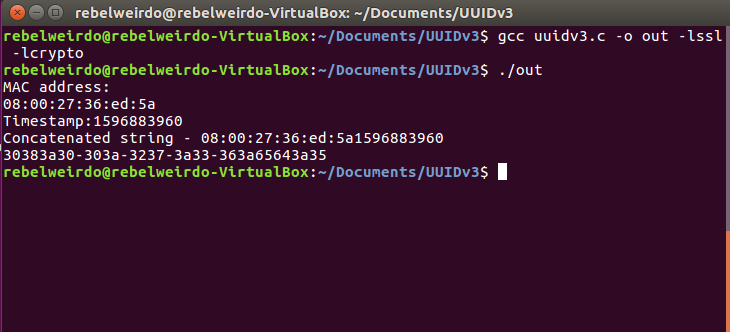 rebelweirdo@rebelweirdo-VirtualBox: ~/Documents/UUIDv3
rebelweirdo@rebelweirdo-VirtualBox:~/Documents/UUIDv3$ gcc uuidv3.c -o out -lssl
 -lcrypto
rebelweirdo@rebelweirdo-VirtualBox:~/Documents/UUIDv3$ ./out
MAC address:
08:00:27:36:ed:5a
Timestamp:1596883960
Concatenated string - 08:00:27:36:ed:5a1596883960
30383a30-303a-3237-3a33-363a65643a35
rebelweirdo@rebelweirdo-VirtualBox:~/Documents/UUIDv3$